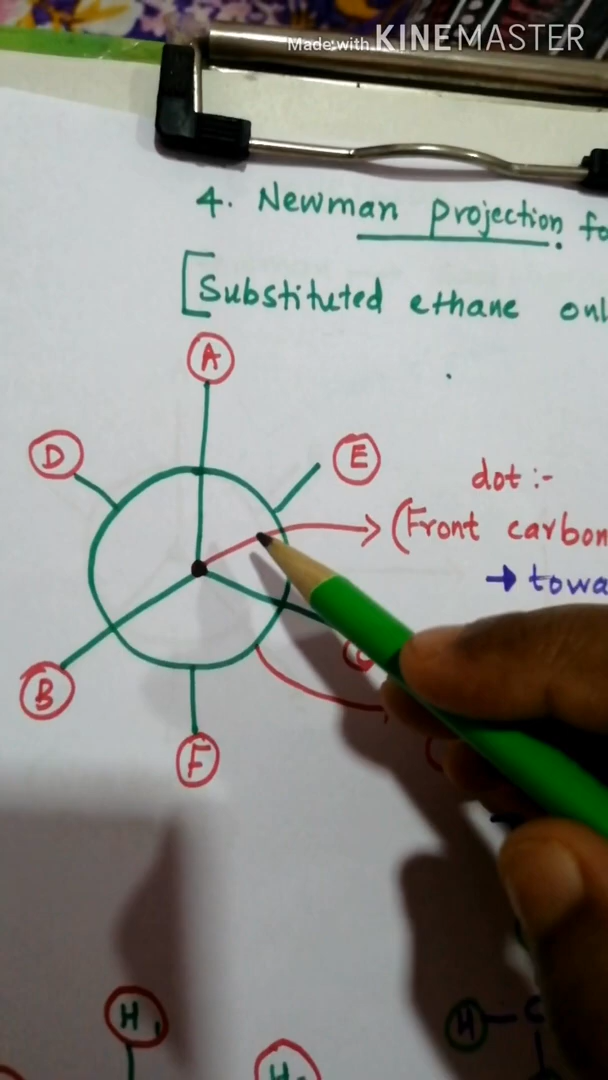 Made with KINEMASTER
4. Newman projection
[Substituted ethane
A
D
E
dot :-
(Front carbon
→
C
B
F
H
H
H
C